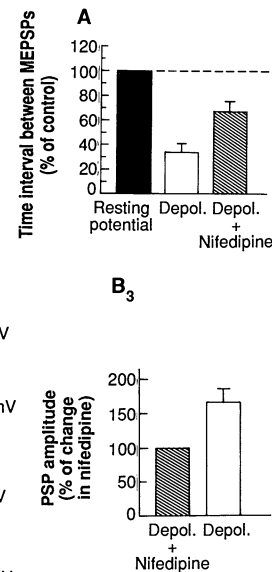 A
Time interval between MEPSPs
(% of control)
120
100
80
60
40
20
0
Resting
potential
Depol.
Depol.
+
Nifedipine
B3
V
mV
V
PSP amplitude
(% of change
in nifedipine)
200
150
100
50
0
Depol.
+
Nifedipine
Depol.